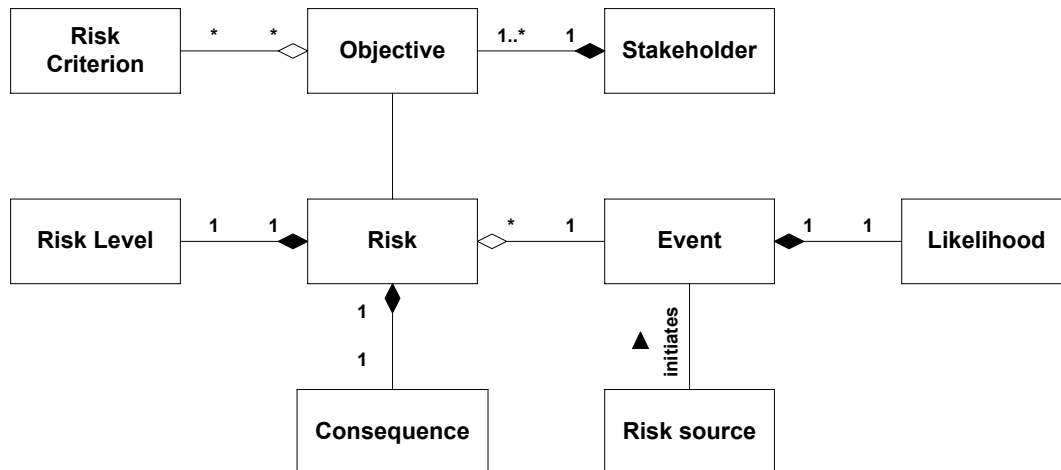 Risk
Criterion
*
*
Objective
1..*
1
Stakeholder
Risk Level
1
1
Risk
*
1
Event
1
1
Likelihood
1
1
initiates
Consequence
Risk source